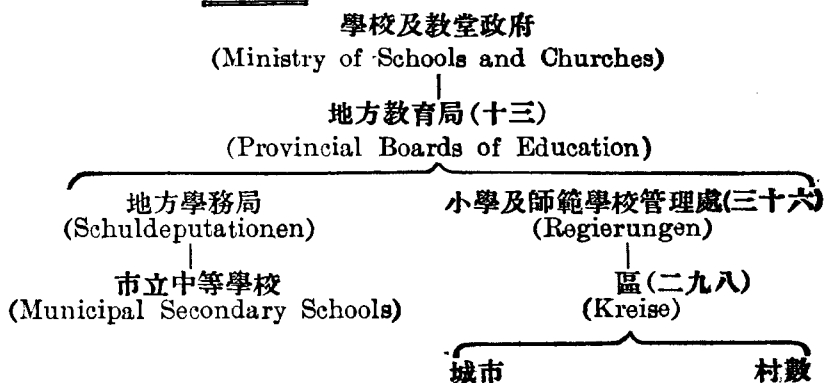 學校及教堂政府
(Ministry of Schools and Churches)
地方教育局(十三)
(Provincial Boards of Education)
地方學務局
(Schuldeputationen)
市立中等學校
(Municipal Secondary Schools)
小學及師範學校管理處(三十六)
(Regierungen)
區(二九八)
(Kreise)
城市 村數